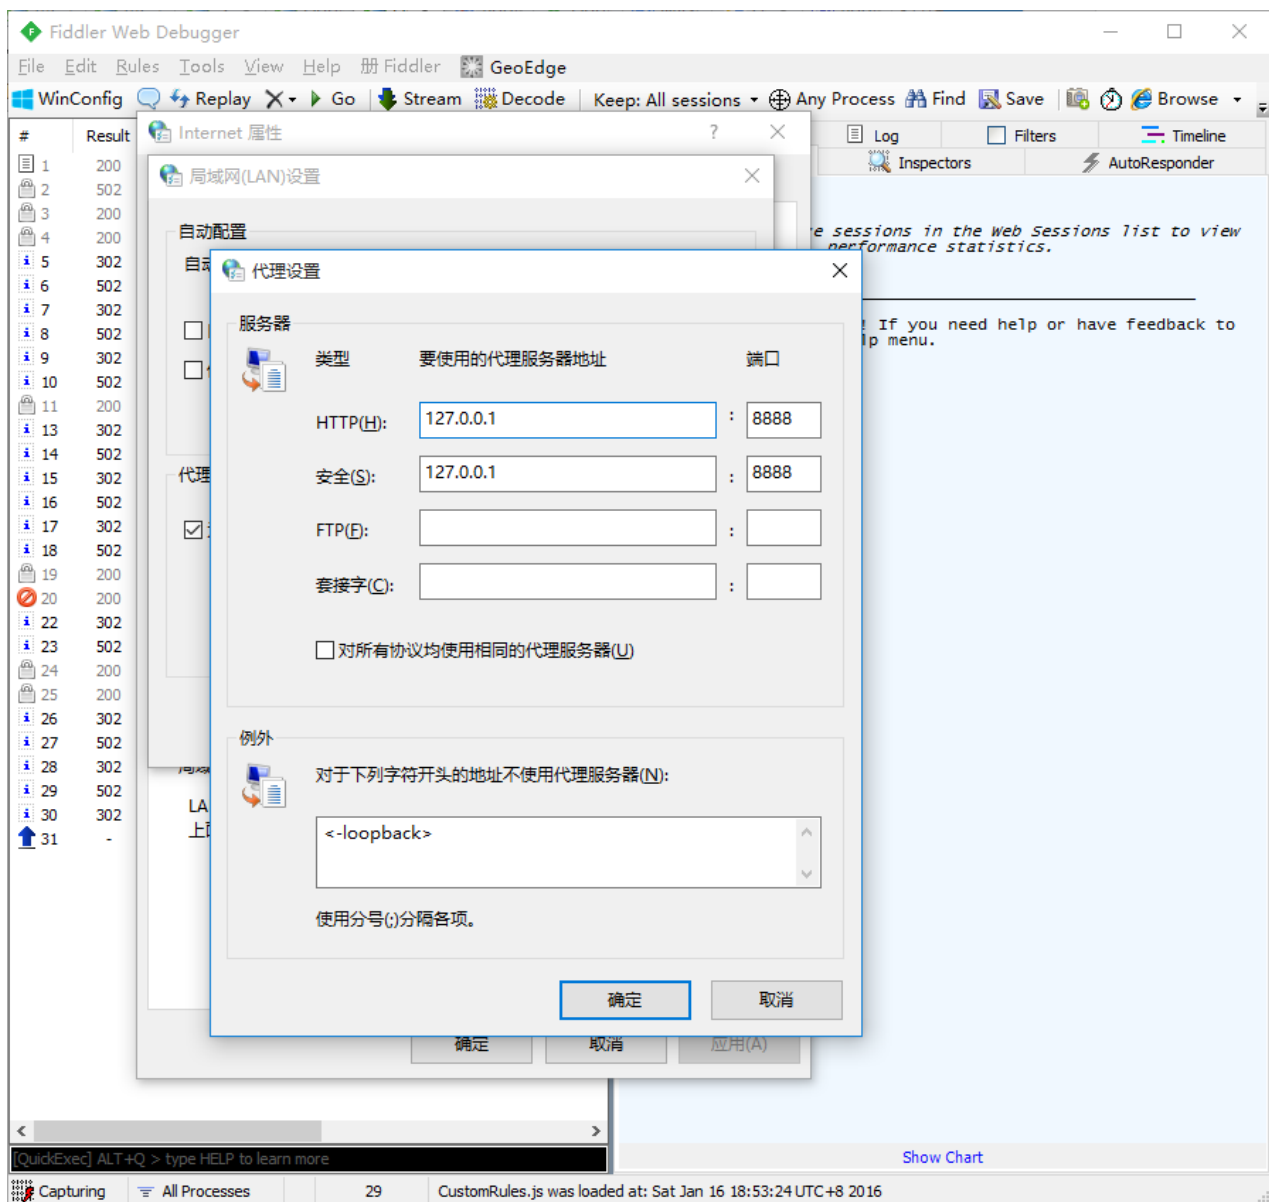 Fiddler Web Debugger
File Edit Rules Tools View Help 册 Fiddler GeoEdge
WinConfig Replay Go Stream Decode Keep: All sessions Any Process Find Save Browse
# Result
Internet 属性 ?
Log Filters Timeline
Inspectors AutoResponder
1 200
2 502
3 200
4 200
5 302
6 502
7 302
8 502
9 302
10 502
11 200
13 302
14 502
15 302
16 502
17 302
18 502
19 200
20 200
22 302
23 502
24 200
25 200
26 302
27 502
28 302
29 502
30 302
31 -
局域网(LAN)设置
自动配置
代理
LA
代理设置
服务器
类型 要使用的代理服务器地址 端口
HTTP(H): 127.0.0.1 : 8888
安全(S): 127.0.0.1 : 8888
FTP(F): :
套接字(C): :
对所有协议均使用相同的代理服务器(U)
例外
对于下列字符开头的地址不使用代理服务器(N):
<-loopback>
使用分号(;)分隔各项。
确定 取消
确定 取消 应用(A)
sessions in the Web Sessions list to view
performance statistics.
If you need help or have feedback to
menu.
Show Chart
[QuickExec] ALT+Q > type HELP to learn more
Capturing All Processes 29 CustomRules.js was loaded at: Sat Jan 16 18:53:24 UTC+8 2016